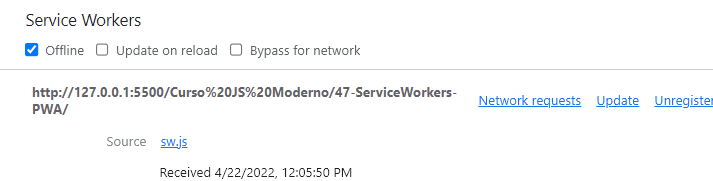 Service Workers
Offline Update on reload Bypass for network
http://127.0.0.1:5500/Curso%20JS%20Moderno/47-ServiceWorkers-
PWA/
Network requests Update Unregister
Source sw.js
Received 4/22/2022, 12:05:50 PM